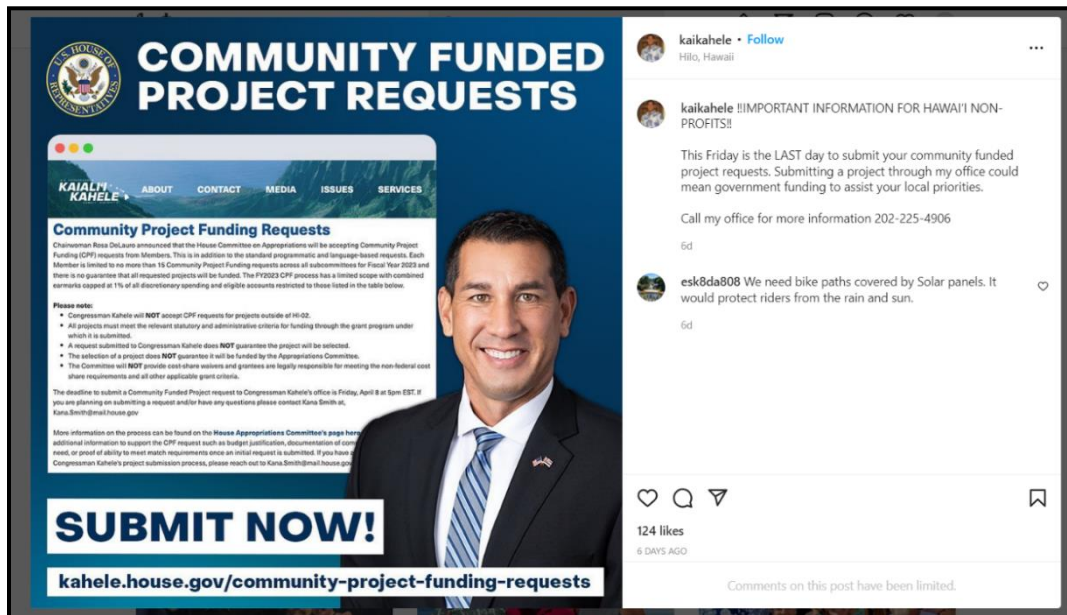 U.S. HOUSE OF REPRESENTATIVES
COMMUNITY FUNDED
PROJECT REQUESTS
KAIALIʻI
KAHELE
ABOUT CONTACT MEDIA ISSUES SERVICES
Community Project Funding Requests
Chairwoman Rosa DeLauro announced that the House Committee on Appropriations will be accepting Community Project
Funding (CPF) requests from Members. This is in addition to the standard programmatic and language-based requests. Each
Member is limited to no more than 15 Community Project Funding requests across all subcommittees for Fiscal Year 2023 and
there is no guarantee that all requested projects will be funded. The FY2023 CPF process has a limited scope with combined
earmarks capped at 1% of all discretionary spending and eligible accounts restricted to those listed in the table below.
Please note:
• Congressman Kahele will NOT accept CPF requests for projects outside of HI-02.
• All projects must meet the relevant statutory and administrative criteria for funding through the grant program under
which it is submitted.
• A request submitted to Congressman Kahele does NOT guarantee the project will be selected.
• The selection of a project does NOT guarantee it will be funded by the Appropriations Committee.
• The Committee will NOT provide cost-share waivers and grantees are legally responsible for meeting the non-federal cost
share requirements and all other applicable grant criteria.
The deadline to submit a Community Funded Project request to Congressman Kahele's office is Friday, April 8 at 5pm EST. If
you are planning on submitting a request and/or have any questions please contact Kana Smith at,
Kana.Smith@mail.house.gov
More information on the process can be found on the House Appropriations Committee's page here
additional information to support the CPF request such as budget justification, documentation of
need, or proof of ability to meet match requirements once an initial request is submitted. If you have
Congressman Kahele's project submission process, please reach out to Kana.Smith@mail.house.gov
SUBMIT NOW!
kahele.house.gov/community-project-funding-requests
kaikahele • Follow
Hilo, Hawaii
kaikahele ‼IMPORTANT INFORMATION FOR HAWAI'I NON-
PROFITS‼
This Friday is the LAST day to submit your community funded
project requests. Submitting a project through my office could
mean government funding to assist your local priorities.
Call my office for more information 202-225-4906
6d
esk8da808 We need bike paths covered by Solar panels. It
would protect riders from the rain and sun.
6d
124 likes
6 DAYS AGO
Comments on this post have been limited.